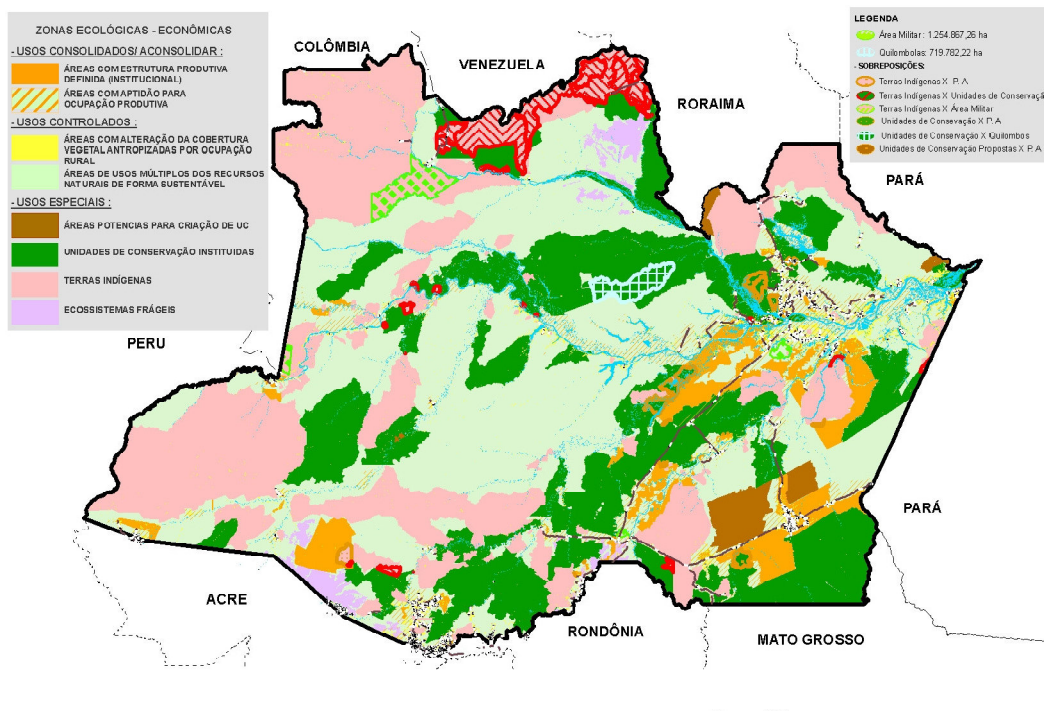 ZONAS ECOLÓGICAS - ECONÔMICAS
- USOS CONSOLIDADOS/ ACONSOLIDAR :
ÁREAS COM ESTRUTURA PRODUTIVA
DEFINIDA (INSTITUCIONAL)
ÁREAS COM APTIDÃO PARA
OCUPAÇÃO PRODUTIVA
- USOS CONTROLADOS :
ÁREAS COM ALTERAÇÃO DA COBERTURA
VEGETAL ANTROPIZADAS POR OCUPAÇÃO
RURAL
ÁREAS DE USOS MÚLTIPLOS DOS RECURSOS
NATURAIS DE FORMA SUSTENTÁVEL
- USOS ESPECIAIS :
ÁREAS POTENCIAS PARA CRIAÇÃO DE UC
UNIDADES DE CONSERVAÇÃO INSTITUIDAS
TERRAS INDÍGENAS
ECOSSISTEMAS FRÁGEIS
COLÔMBIA
VENEZUELA
RORAIMA
PARÁ
PERU
PARÁ
ACRE
RONDÔNIA
MATO GROSSO
LEGENDA
Área Militar : 1.254.867,26 ha
Quilombolas: 719.782,22 ha
- SOBREPOSIÇÕES:
Terras Indígenas X P. A
Terras Indígenas X Unidades de Conservaçã
Terras Indígenas X Área Militar
Unidades de Consevação X P. A
Unidades de Conservação X Quilombos
Unidades de Conservação Propostas X P. A